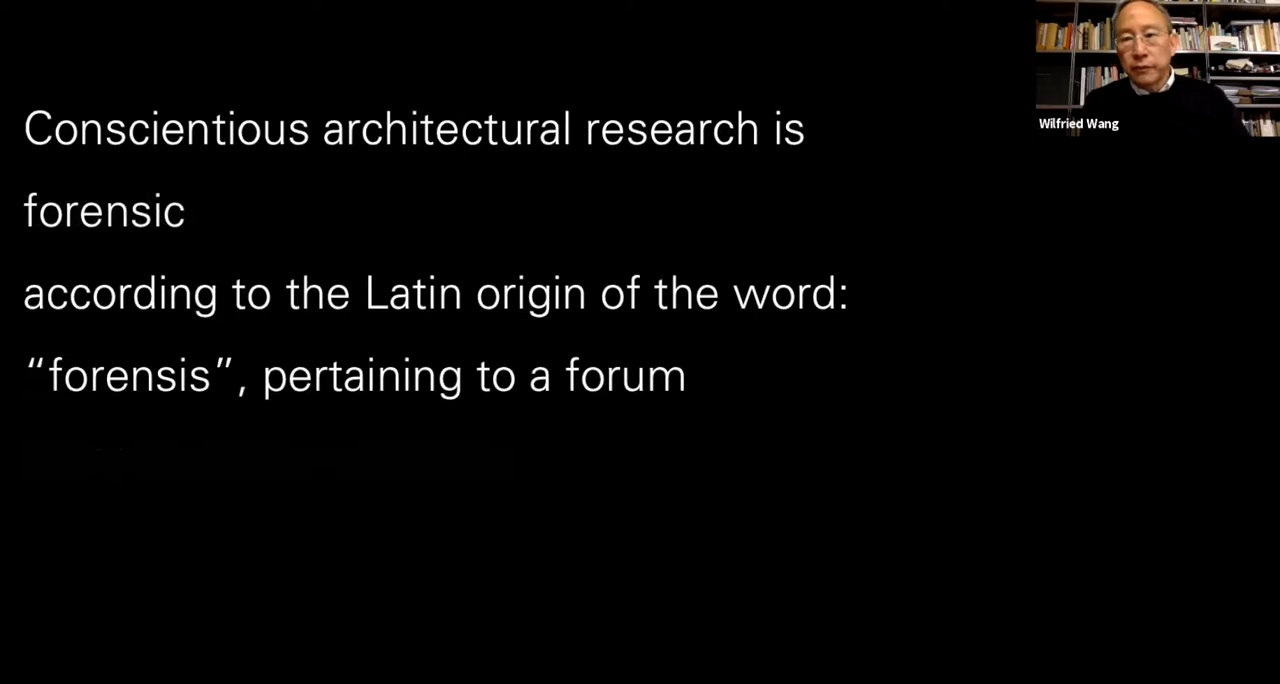 Conscientious architectural research is
forensic
according to the Latin origin of the word:
“forensis”, pertaining to a forum
Wilfried Wang